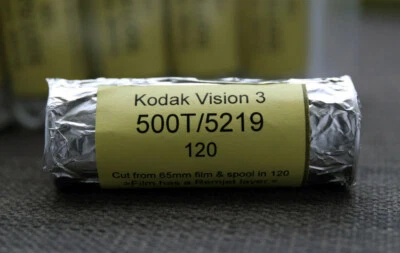 Kodak Vision 3
500T/5219
120
Cut from 65mm film & spool in 120
»Film has a Remjet layer«